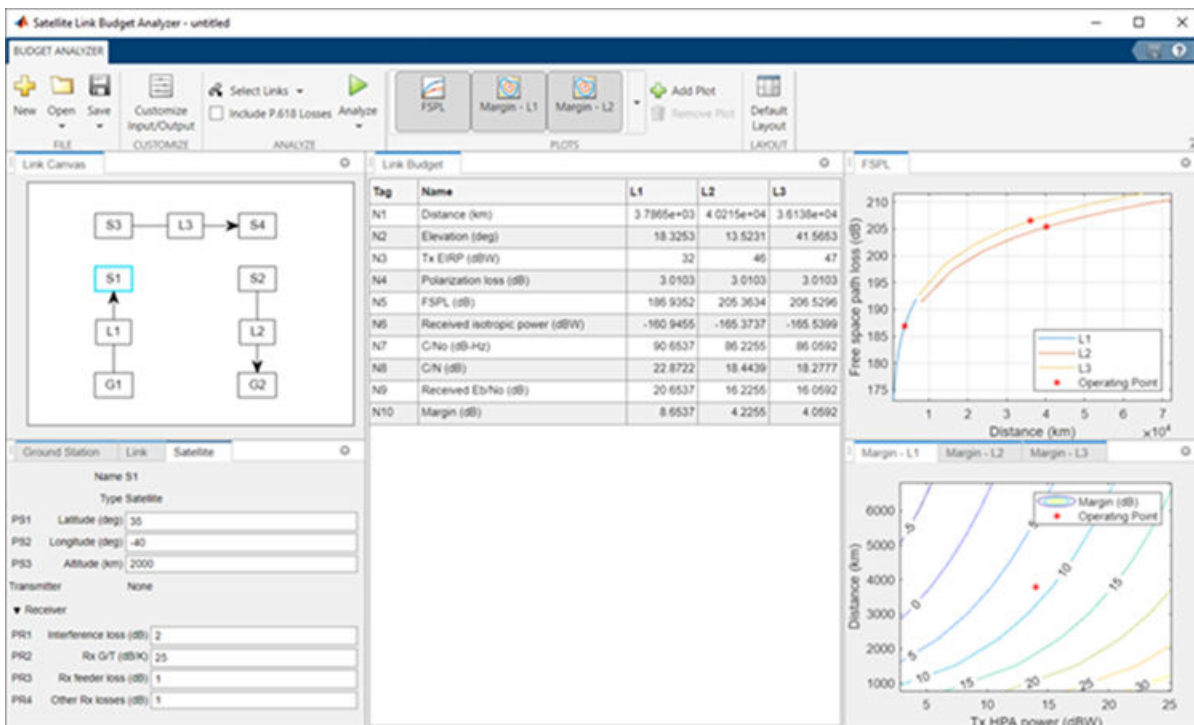 Satellite Link Budget Analyzer - untitled
BUDGET ANALYZER
New Open Save Customize Input/Output Select Links Include P.618 Losses Analyze FSPL Margin - L1 Margin - L2 Add Plot Remove Plot Default Layout
FILE CUSTOMIZE ANALYZE PLOTS LAYOUT
Link Canvas
S3 L3 S4
S1 S2
L1 L2
G1 G2
Ground Station Link Satellite
Name S1
Type Satellite
PS1 Latitude (deg) 35
PS2 Longitude (deg) -40
PS3 Altitude (km) 2000
Transmitter None
Receiver
PR1 Interference loss (dB) 2
PR2 Rx G/T (dB/K) 25
PR3 Rx feeder loss (dB) 1
PR4 Other Rx losses (dB) 1
Link Budget
Tag Name L1 L2 L3
N1 Distance (km) 3.7865e+03 4.0215e+04 3.6138e+04
N2 Elevation (deg) 18.3253 13.5231 41.5653
N3 Tx EIRP (dBW) 32 46 47
N4 Polarization loss (dB) 3.0103 3.0103 3.0103
N5 FSPL (dB) 186.9352 205.3634 206.5296
N6 Received isotropic power (dBW) -160.9455 -165.3737 -165.5399
N7 C/No (dB-Hz) 90.6537 86.2255 86.0592
N8 C/N (dB) 22.8722 18.4439 18.2777
N9 Received Eb/No (dB) 20.6537 16.2255 16.0592
N10 Margin (dB) 8.6537 4.2255 4.0592
FSPL
Free space path loss (dB)
210
205
200
195
190
185
180
175
L1
L2
L3
Operating Point
1 2 3 4 5 6 7
Distance (km) ×10⁴
Margin - L1 Margin - L2 Margin - L3
Distance (km)
6000
5000
4000
3000
2000
1000
Margin (dB)
Operating Point
-5
0
5
10
15
5
10 15 20 25 30
5 10 15 20 25
Tx HPA power (dBW)